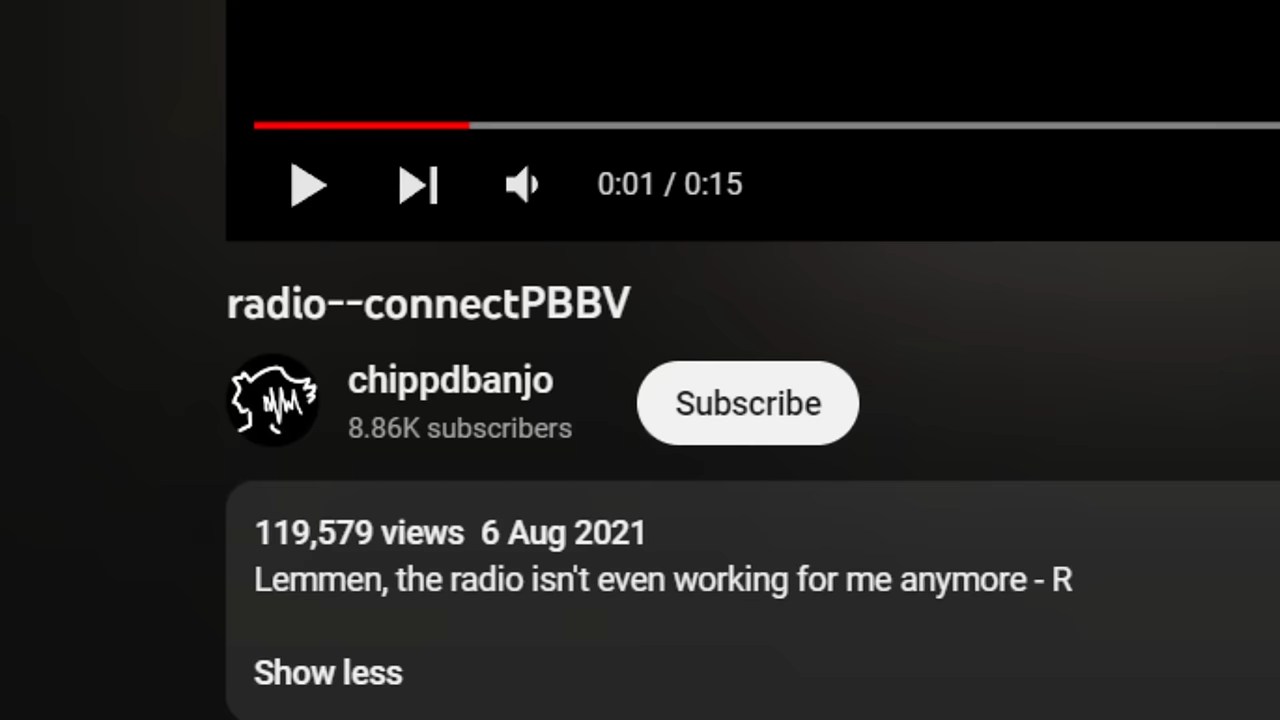 0:01 / 0:15
radio--connectPBBV
chippdbanjo
8.86K subscribers
Subscribe
119,579 views 6 Aug 2021
Lemmen, the radio isn't even working for me anymore - R
Show less